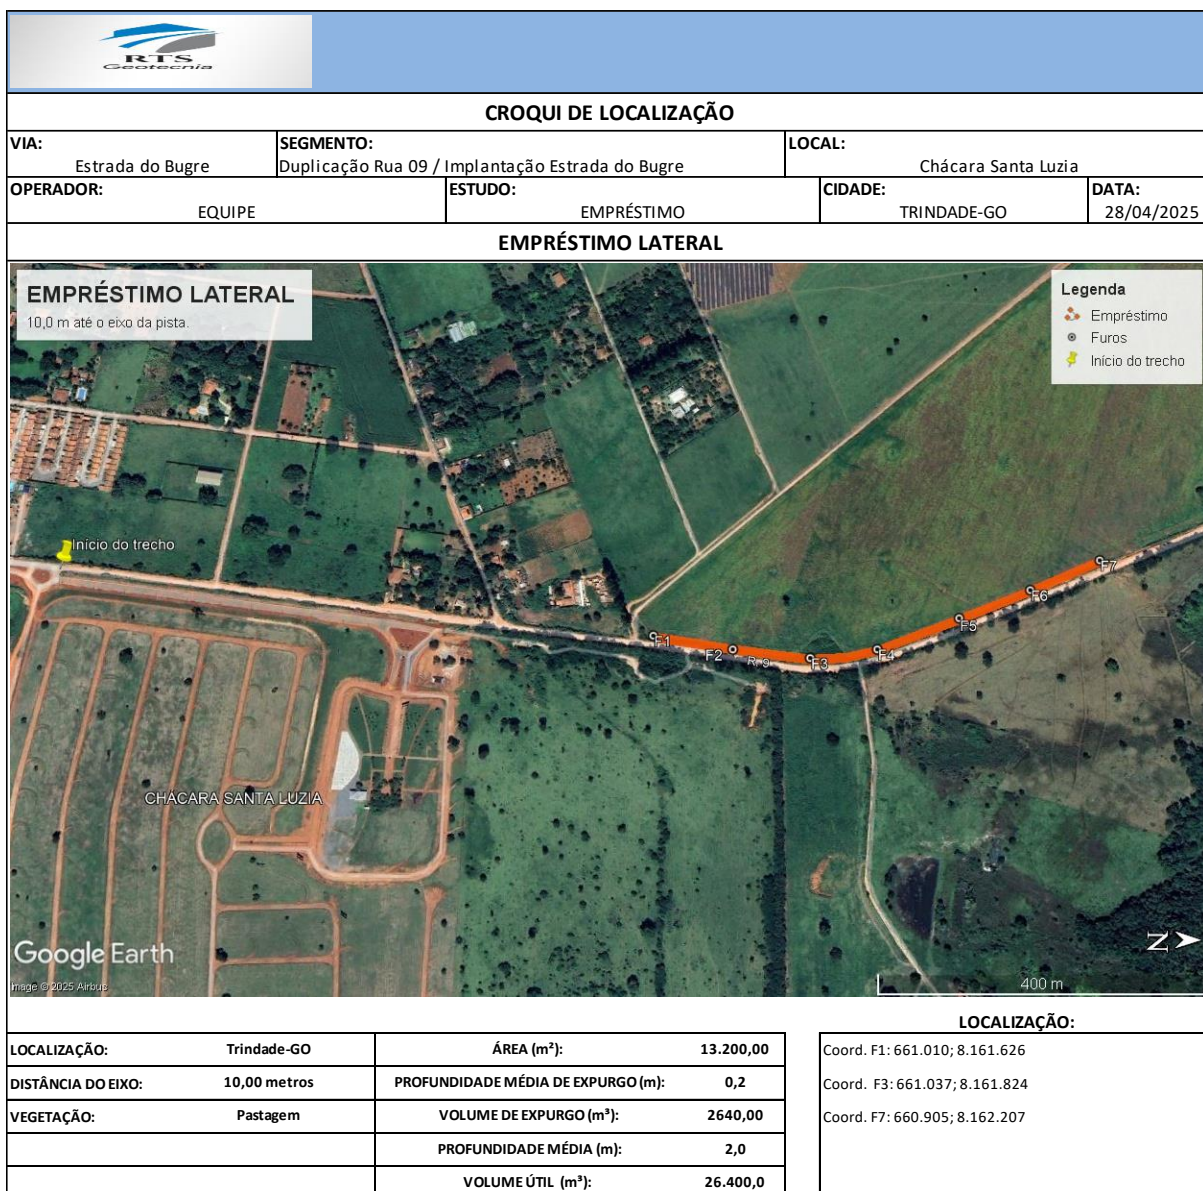 RTS
Geotecnia
CROQUI DE LOCALIZAÇÃO
VIA:
Estrada do Bugre
SEGMENTO:
Duplicação Rua 09 / Implantação Estrada do Bugre
LOCAL:
Chácara Santa Luzia
OPERADOR:
EQUIPE
ESTUDO:
EMPRÉSTIMO
CIDADE:
TRINDADE-GO
DATA:
28/04/2025
EMPRÉSTIMO LATERAL
EMPRÉSTIMO LATERAL
10,0 m até o eixo da pista.
Legenda
Empréstimo
Furos
Início do trecho
Início do trecho
F1
F2
R. 9
F3
F4
F5
F6
F7
CHÁCARA SANTA LUZIA
Google Earth
Image © 2025 Airbus
N
400 m
LOCALIZAÇÃO:
LOCALIZAÇÃO: Trindade-GO
ÁREA (m²): 13.200,00
Coord. F1: 661.010; 8.161.626
DISTÂNCIA DO EIXO: 10,00 metros
PROFUNDIDADE MÉDIA DE EXPURGO (m): 0,2
Coord. F3: 661.037; 8.161.824
VEGETAÇÃO: Pastagem
VOLUME DE EXPURGO (m³): 2640,00
Coord. F7: 660.905; 8.162.207
PROFUNDIDADE MÉDIA (m): 2,0
VOLUME ÚTIL (m³): 26.400,0